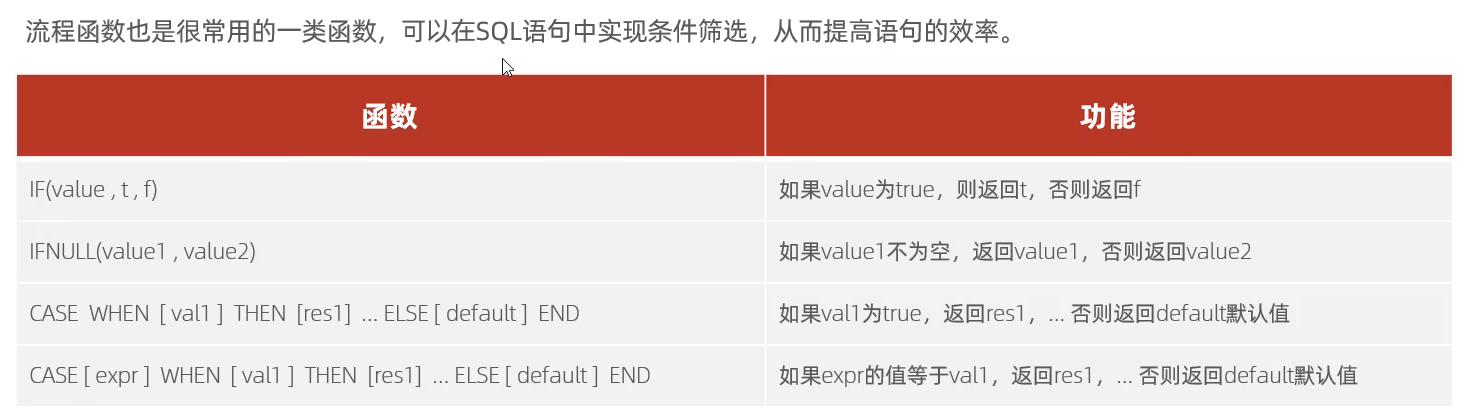 流程函数也是很常用的一类函数，可以在SQL语句中实现条件筛选，从而提高语句的效率。
函数 功能
IF(value , t , f) 如果value为true，则返回t，否则返回f
IFNULL(value1 , value2) 如果value1不为空，返回value1，否则返回value2
CASE WHEN [ val1 ] THEN [res1] ... ELSE [ default ] END 如果val1为true，返回res1，... 否则返回default默认值
CASE [ expr ] WHEN [ val1 ] THEN [res1] ... ELSE [ default ] END 如果expr的值等于val1，返回res1，... 否则返回default默认值